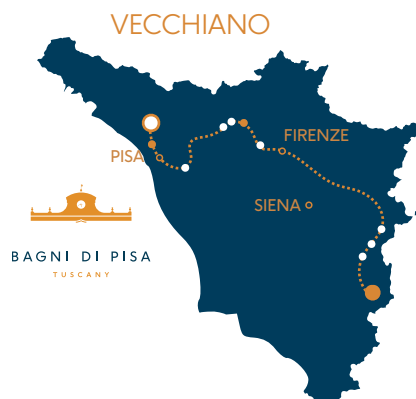 VECCHIANO
FIRENZE
PISA
SIENA
BAGNI DI PISA
TUSCANY